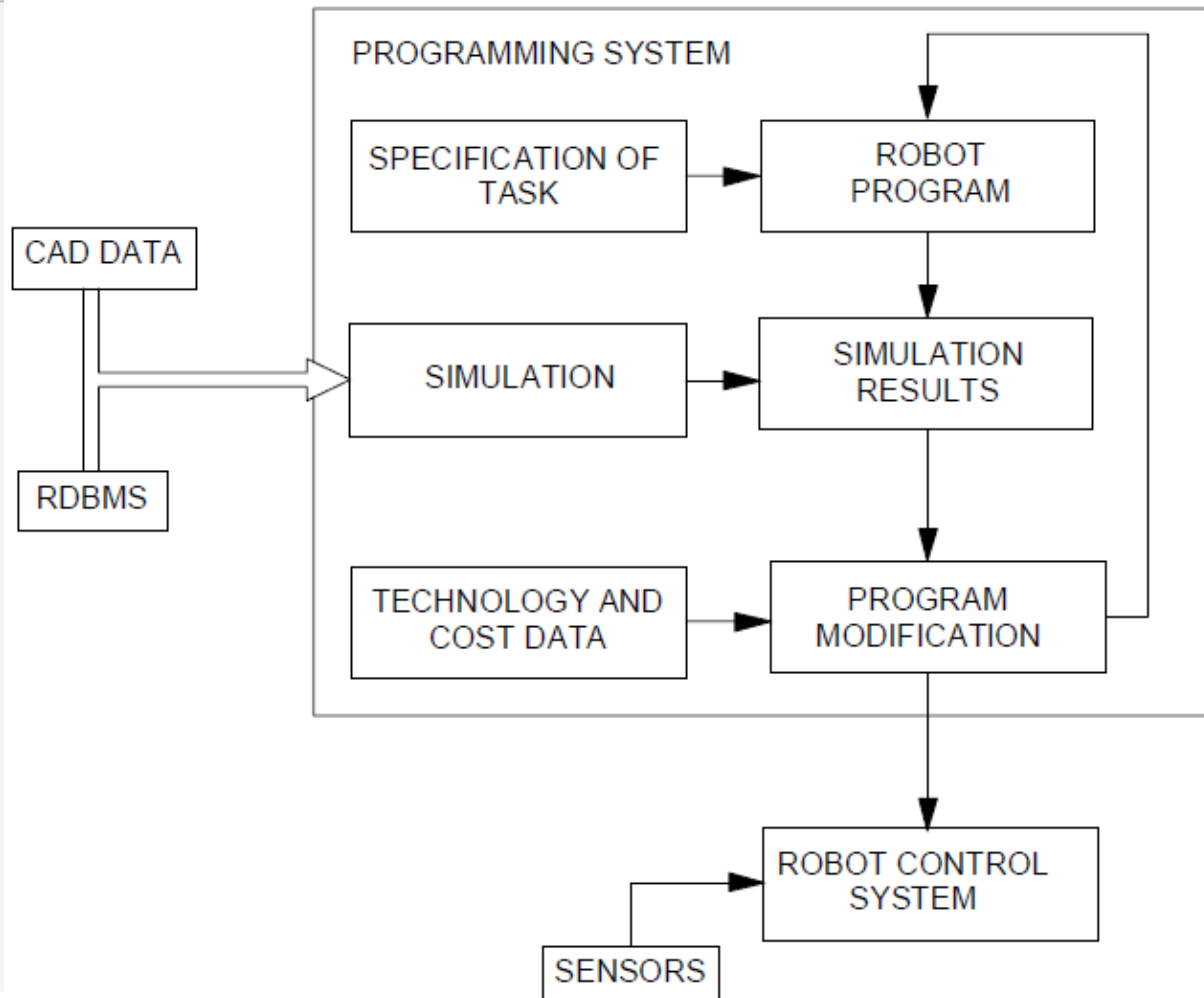 PROGRAMMING SYSTEM
SPECIFICATION OF
TASK
ROBOT
PROGRAM
CAD DATA
SIMULATION
SIMULATION
RESULTS
RDBMS
TECHNOLOGY AND
COST DATA
PROGRAM
MODIFICATION
ROBOT CONTROL
SYSTEM
SENSORS